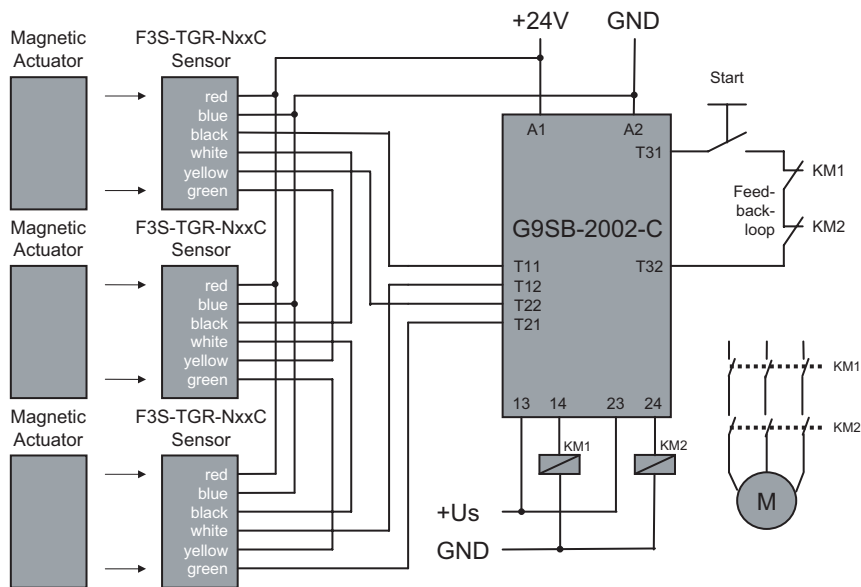 +24V
GND
Magnetic
Actuator
F3S-TGR-NxxC
Sensor
red
blue
black
white
yellow
green
Magnetic
Actuator
F3S-TGR-NxxC
Sensor
red
blue
black
white
yellow
green
Magnetic
Actuator
F3S-TGR-NxxC
Sensor
red
blue
black
white
yellow
green
A1
A2
T31
G9SB-2002-C
T11
T12
T22
T21
T32
13
14
23
24
Start
KM1
Feed-
back-
loop
KM2
KM1
KM2
+Us
GND
KM1
KM2
M